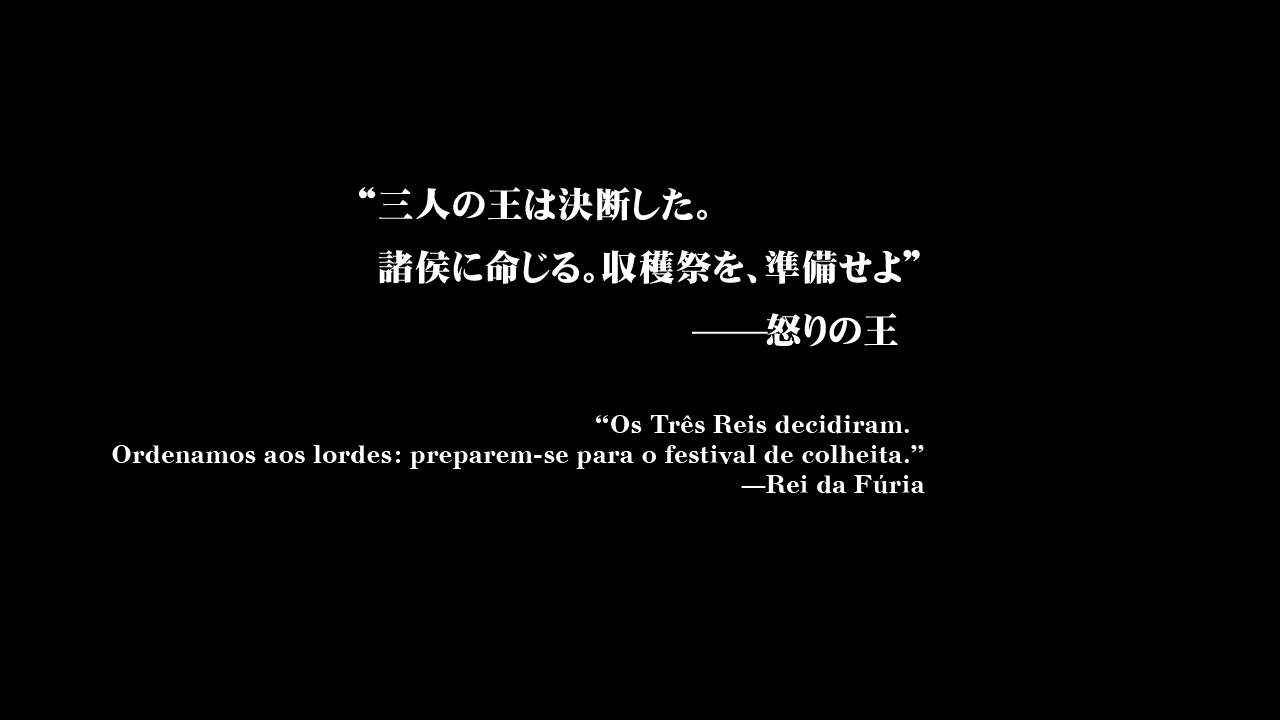 “三人の王は決断した。
諸侯に命じる。収穫祭を、準備せよ”
――怒りの王
“Os Três Reis decidiram.
Ordenamos aos lordes: preparem-se para o festival de colheita.”
—Rei da Fúria